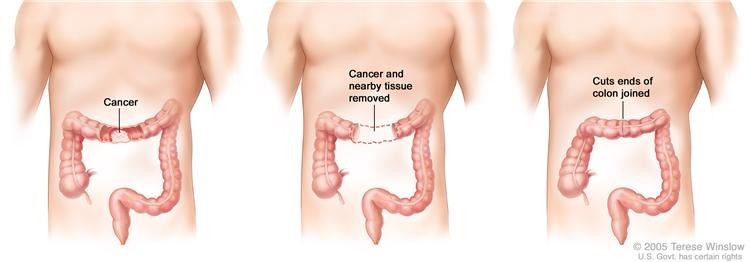 Cancer
Cancer and
nearby tissue
removed
Cuts ends of
colon joined
© 2005 Terese Winslow
U.S. Govt. has certain rights